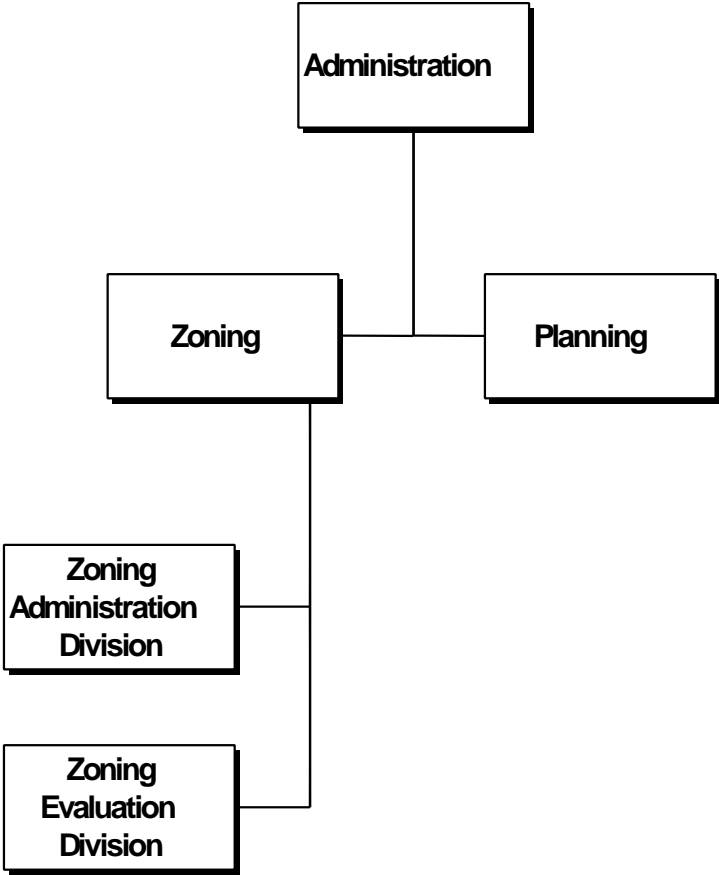 Administration
Zoning
Planning
Zoning
Administration
Division
Zoning
Evaluation
Division